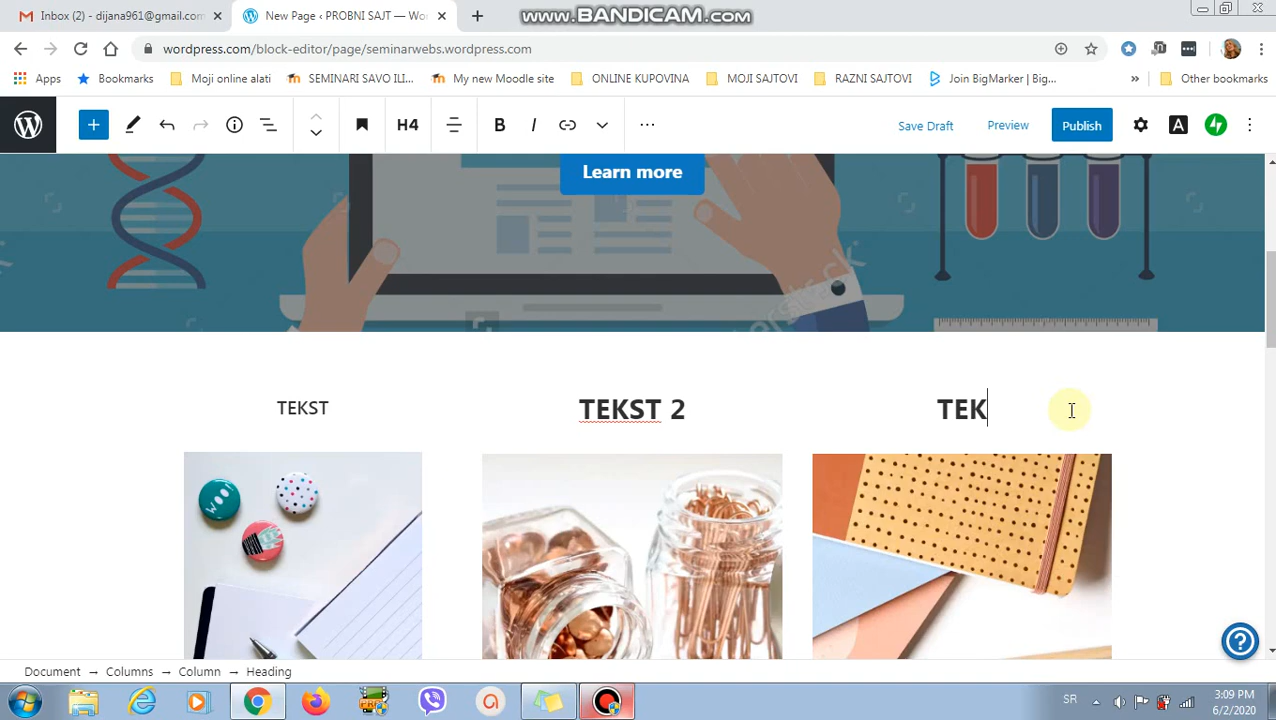 www.BANDICAM.com
Inbox (2) - dijana961@gmail.com
New Page ‹ PROBNI SAJT — Wor
wordpress.com/block-editor/page/seminarwebs.wordpress.com
Apps
Bookmarks
Moji online alati
SEMINARI SAVO ILI...
My new Moodle site
ONLINE KUPOVINA
MOJI SAJTOVI
RAZNI SAJTOVI
Join BigMarker | Big...
»
Other bookmarks
H4
B
I
Save Draft
Preview
Publish
A
Learn more
TEKST
TEKST 2
TEK
WOO
Document → Columns → Column → Heading
SR
3:09 PM
6/2/2020